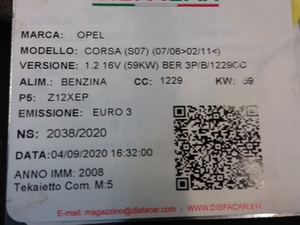 DISFACAR
MARCA: OPEL
MODELLO: CORSA (S07) (07/06>02/11<)
VERSIONE: 1.2 16V (59KW) BER 3P/B/1229CC
ALIM.: BENZINA CC: 1229 KW: 59
P5: Z12XEP
EMISSIONE: EURO 3
NS: 2038/2020
DATA:04/09/2020 16:32:00
ANNO IMM: 2008
Tekaietto Com. M:5
E-mail: magazzino@disfacar.it WWW.DISFACAR.IT